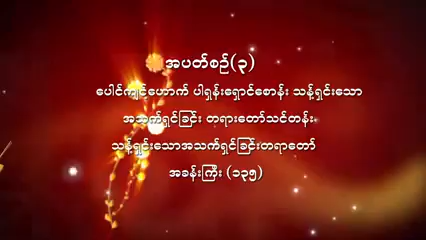 အပတ်စဉ်(၃)
ပေါင်ကျင်ဟောက် ပါရှန်းရှောင်စောန်း သန့်ရှင်းသော
အသက်ရှင်ခြင်း တရားတော်သင်တန်း
သန့်ရှင်းသောအသက်ရှင်ခြင်းတရာတော်
အခန်းကြီး (၁၃၅)